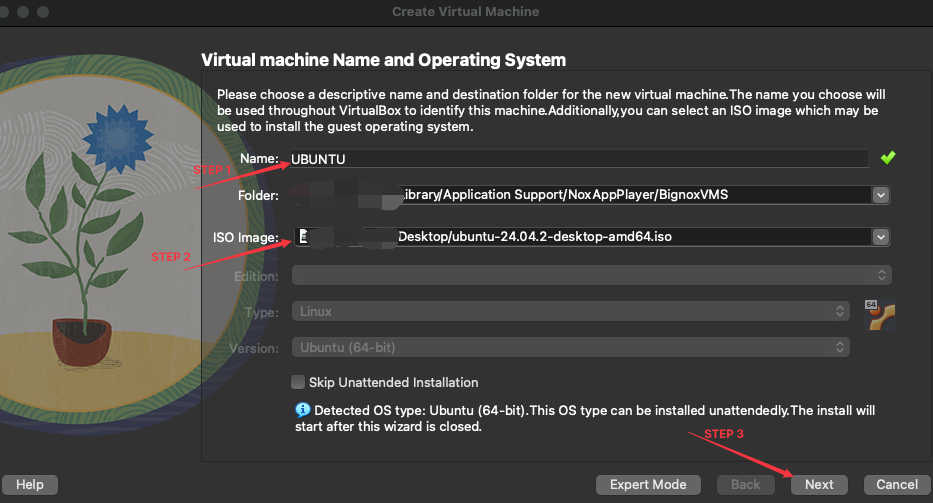 Create Virtual Machine
Virtual machine Name and Operating System
Please choose a descriptive name and destination folder for the new virtual machine.The name you choose will
be used throughout VirtualBox to identify this machine.Additionally,you can select an ISO image which may be
used to install the guest operating system.
STEP 1
Name: UBUNTU
Folder: Library/Application Support/NoxAppPlayer/BignoxVMS
ISO Image: Desktop/ubuntu-24.04.2-desktop-amd64.iso
STEP 2
Edition:
Type: Linux
64
Version: Ubuntu (64-bit)
Skip Unattended Installation
Detected OS type: Ubuntu (64-bit).This OS type can be installed unattendedly.The install will
start after this wizard is closed.
STEP 3
Help Expert Mode Back Next Cancel